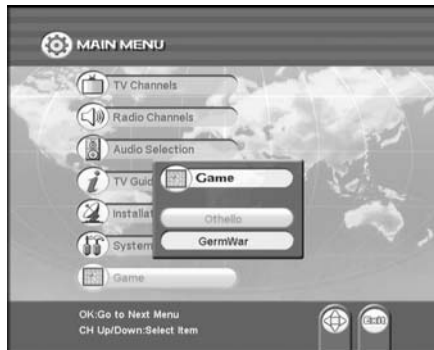 MAIN MENU
TV Channels
Radio Channels
Audio Selection
TV Guid
Installat
System
Game
Game
Othello
GermWar
OK:Go to Next Menu
CH Up/Down:Select Item